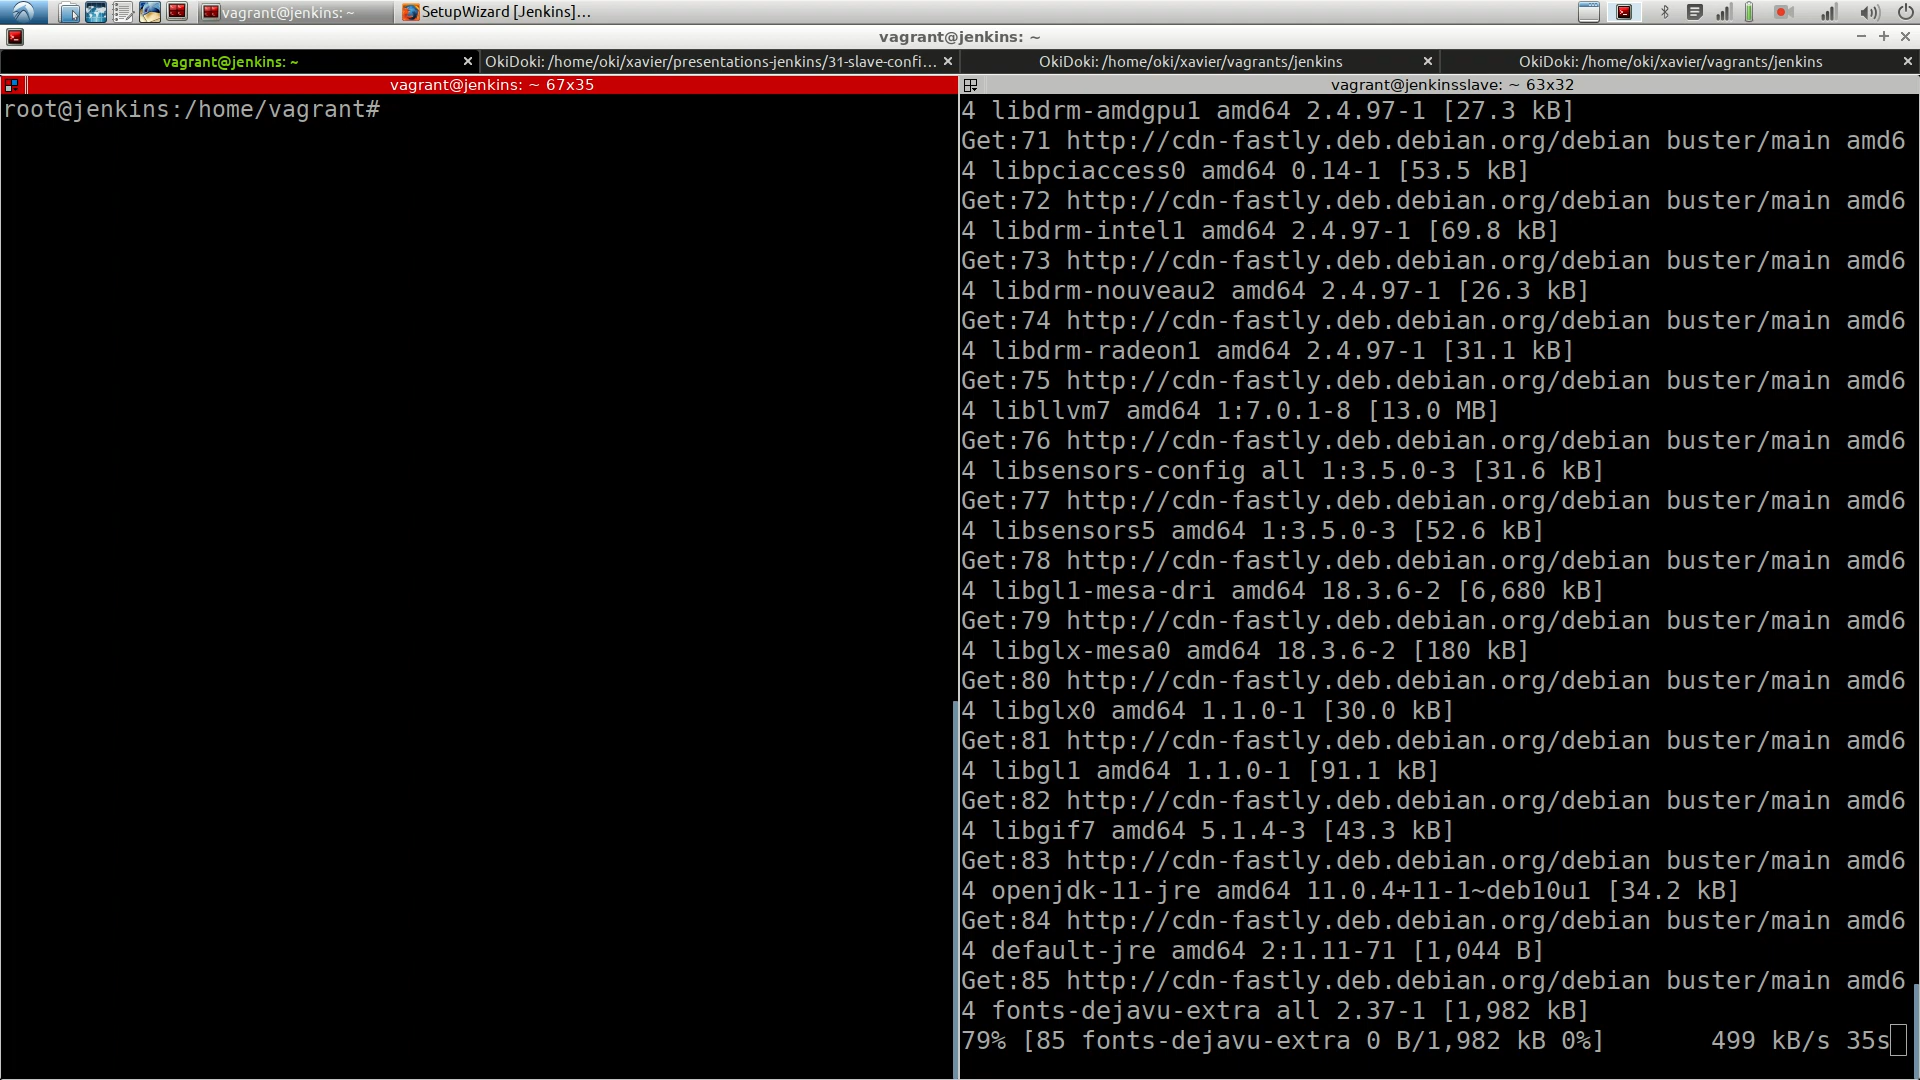 vagrant@jenkins: ~
SetupWizard [Jenkins]...
vagrant@jenkins: ~
vagrant@jenkins: ~
OkiDoki: /home/oki/xavier/presentations-jenkins/31-slave-confi...
OkiDoki: /home/oki/xavier/vagrants/jenkins
OkiDoki: /home/oki/xavier/vagrants/jenkins
vagrant@jenkins: ~ 67x35
root@jenkins:/home/vagrant#
vagrant@jenkinsslave: ~ 63x32
4 libdrm-amdgpu1 amd64 2.4.97-1 [27.3 kB]
Get:71 http://cdn-fastly.deb.debian.org/debian buster/main amd6
4 libpciaccess0 amd64 0.14-1 [53.5 kB]
Get:72 http://cdn-fastly.deb.debian.org/debian buster/main amd6
4 libdrm-intel1 amd64 2.4.97-1 [69.8 kB]
Get:73 http://cdn-fastly.deb.debian.org/debian buster/main amd6
4 libdrm-nouveau2 amd64 2.4.97-1 [26.3 kB]
Get:74 http://cdn-fastly.deb.debian.org/debian buster/main amd6
4 libdrm-radeon1 amd64 2.4.97-1 [31.1 kB]
Get:75 http://cdn-fastly.deb.debian.org/debian buster/main amd6
4 libllvm7 amd64 1:7.0.1-8 [13.0 MB]
Get:76 http://cdn-fastly.deb.debian.org/debian buster/main amd6
4 libsensors-config all 1:3.5.0-3 [31.6 kB]
Get:77 http://cdn-fastly.deb.debian.org/debian buster/main amd6
4 libsensors5 amd64 1:3.5.0-3 [52.6 kB]
Get:78 http://cdn-fastly.deb.debian.org/debian buster/main amd6
4 libgl1-mesa-dri amd64 18.3.6-2 [6,680 kB]
Get:79 http://cdn-fastly.deb.debian.org/debian buster/main amd6
4 libglx-mesa0 amd64 18.3.6-2 [180 kB]
Get:80 http://cdn-fastly.deb.debian.org/debian buster/main amd6
4 libglx0 amd64 1.1.0-1 [30.0 kB]
Get:81 http://cdn-fastly.deb.debian.org/debian buster/main amd6
4 libgl1 amd64 1.1.0-1 [91.1 kB]
Get:82 http://cdn-fastly.deb.debian.org/debian buster/main amd6
4 libgif7 amd64 5.1.4-3 [43.3 kB]
Get:83 http://cdn-fastly.deb.debian.org/debian buster/main amd6
4 openjdk-11-jre amd64 11.0.4+11-1~deb10u1 [34.2 kB]
Get:84 http://cdn-fastly.deb.debian.org/debian buster/main amd6
4 default-jre amd64 2:1.11-71 [1,044 B]
Get:85 http://cdn-fastly.deb.debian.org/debian buster/main amd6
4 fonts-dejavu-extra all 2.37-1 [1,982 kB]
79% [85 fonts-dejavu-extra 0 B/1,982 kB 0%] 499 kB/s 35s